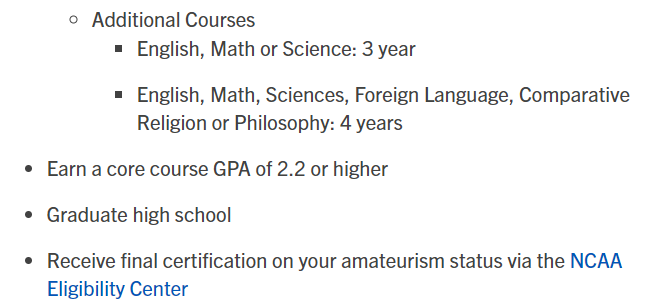 Additional Courses
English, Math or Science: 3 year
English, Math, Sciences, Foreign Language, Comparative
Religion or Philosophy: 4 years
Earn a core course GPA of 2.2 or higher
Graduate high school
Receive final certification on your amateurism status via the NCAA
Eligibility Center